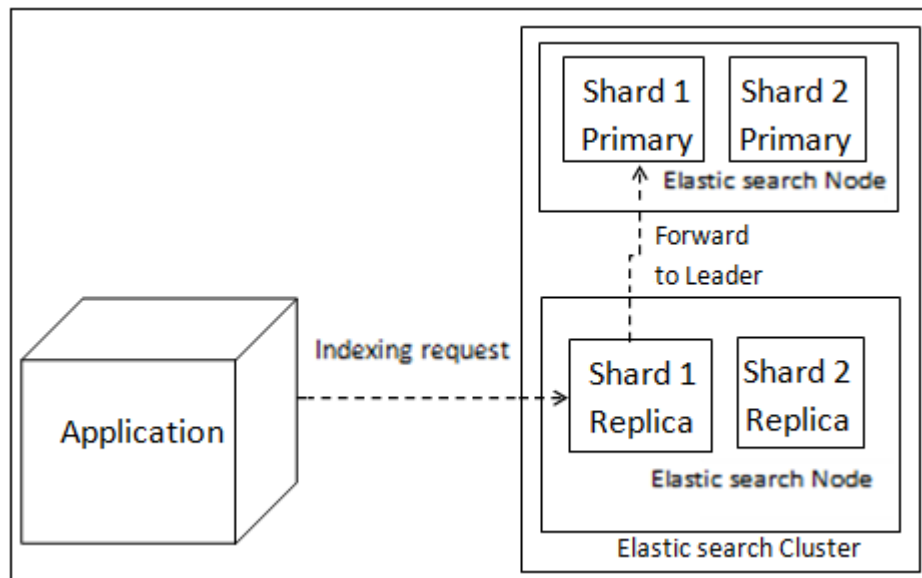 Shard 1
Primary
Shard 2
Primary
Elastic search Node
Forward
to Leader
Indexing request
Application
Shard 1
Replica
Shard 2
Replica
Elastic search Node
Elastic search Cluster